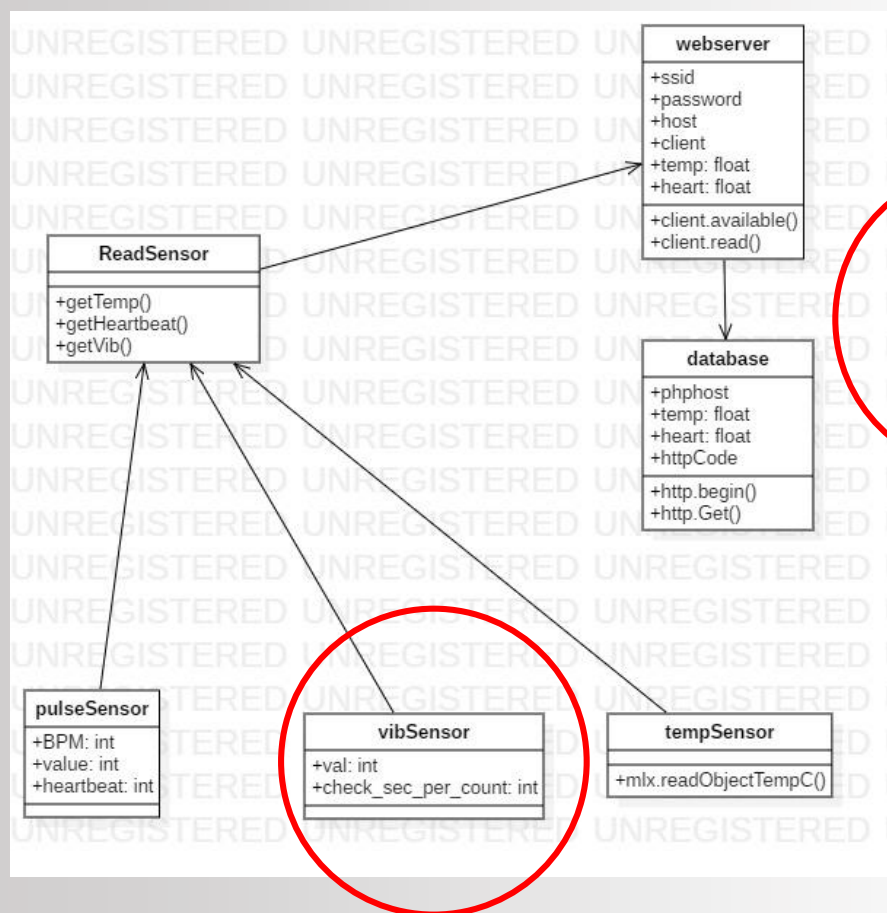 UNREGISTERED UNREGISTERED UN
webserver
+ssid
+password
+host
+client
+temp: float
+heart: float
+client.available()
+client.read()
ReadSensor
+getTemp()
+getHeartbeat()
+getVib()
database
+phphost
+temp: float
+heart: float
+httpCode
+http.begin()
+http.Get()
pulseSensor
+BPM: int
+value: int
+heartbeat: int
vibSensor
+val: int
+check_sec_per_count: int
tempSensor
+mlx.readObjectTempC()